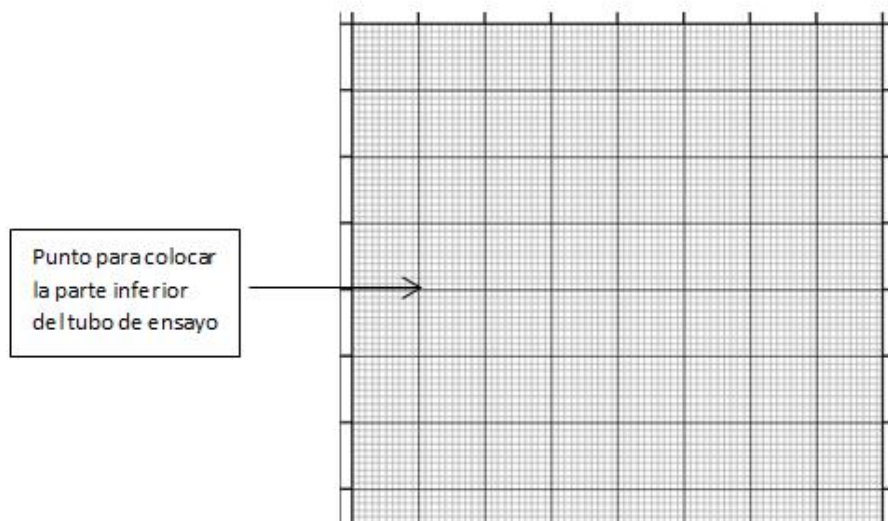 Punto para colocar
la parte inferior
del tubo de ensayo